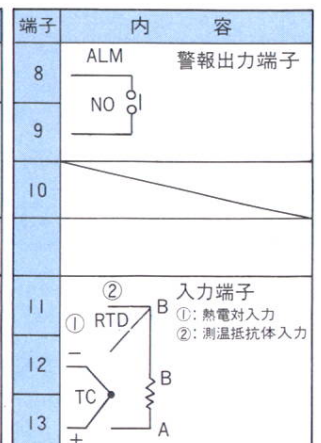 端子 内 容
8 ALM 警報出力端子
NO
9
10
11 ② B 入力端子
① RTD ①: 熱電対入力
②: 測温抵抗体入力
12 − B
TC
13 + A